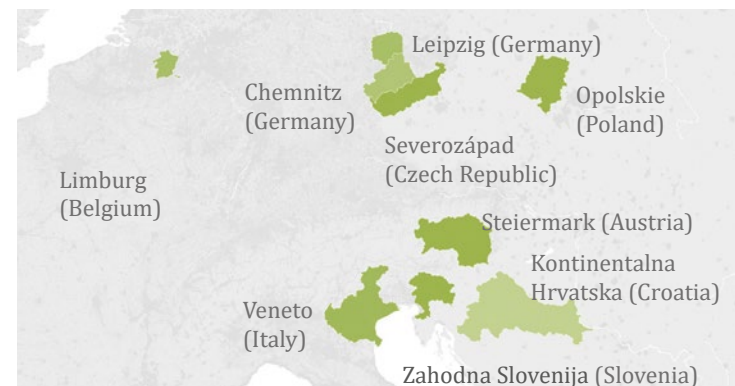 Leipzig (Germany)
Chemnitz
(Germany)
Opolskie
(Poland)
Severozápad
(Czech Republic)
Limburg
(Belgium)
Steiermark (Austria)
Kontinentalna
Hrvatska (Croatia)
Veneto
(Italy)
Zahodna Slovenija (Slovenia)